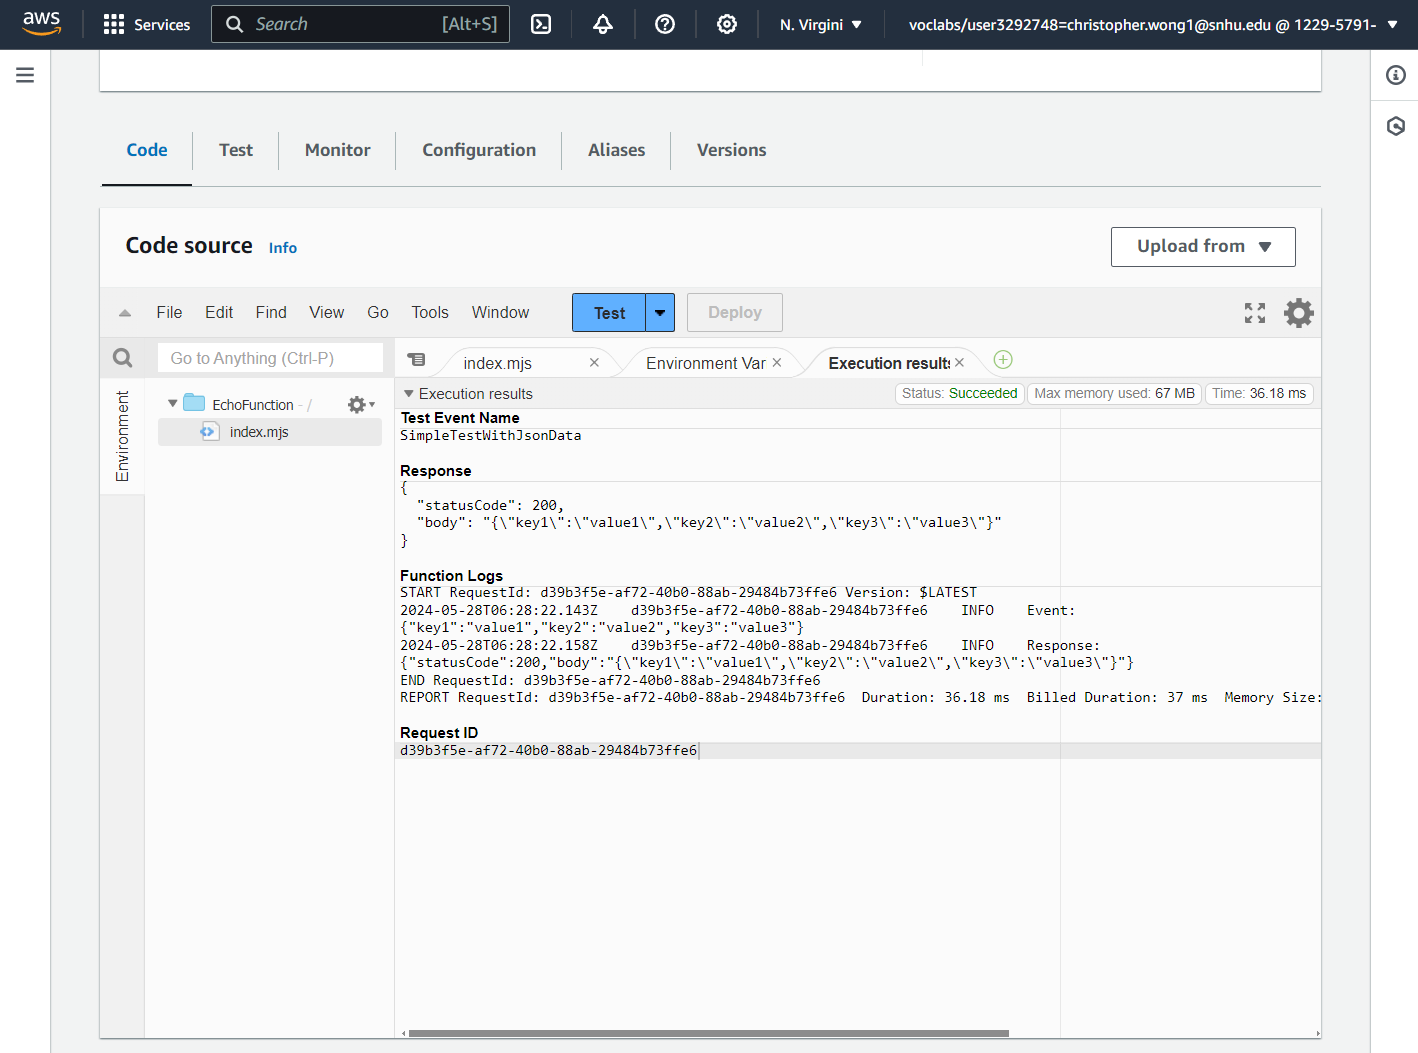 aws Services Search [Alt+S] N. Virgini voclabs/user3292748=christopher.wong1@snhu.edu @ 1229-5791-
Code Test Monitor Configuration Aliases Versions
Code source Info Upload from
File Edit Find View Go Tools Window Test Deploy
Go to Anything (Ctrl-P) index.mjs Environment Var Execution results
Environment
EchoFunction - /
index.mjs
Execution results Status: Succeeded Max memory used: 67 MB Time: 36.18 ms
Test Event Name
SimpleTestWithJsonData
Response
{
"statusCode": 200,
"body": "{\"key1\":\"value1\",\"key2\":\"value2\",\"key3\":\"value3\"}"
}
Function Logs
START RequestId: d39b3f5e-af72-40b0-88ab-29484b73ffe6 Version: $LATEST
2024-05-28T06:28:22.143Z d39b3f5e-af72-40b0-88ab-29484b73ffe6 INFO Event:
{"key1":"value1","key2":"value2","key3":"value3"}
2024-05-28T06:28:22.158Z d39b3f5e-af72-40b0-88ab-29484b73ffe6 INFO Response:
{"statusCode":200,"body":"{\"key1\":\"value1\",\"key2\":\"value2\",\"key3\":\"value3\"}"}
END RequestId: d39b3f5e-af72-40b0-88ab-29484b73ffe6
REPORT RequestId: d39b3f5e-af72-40b0-88ab-29484b73ffe6 Duration: 36.18 ms Billed Duration: 37 ms Memory Size:
Request ID
d39b3f5e-af72-40b0-88ab-29484b73ffe6